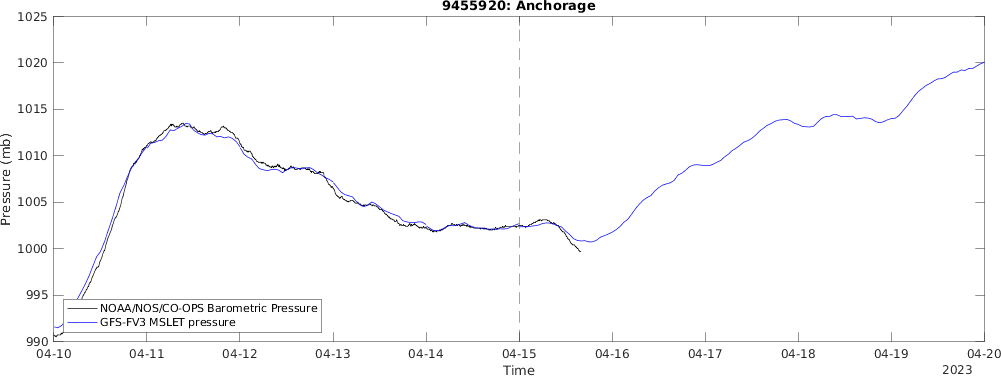 9455920: Anchorage
1025
1020
1015
1010
1005
1000
995
990
Pressure (mb)
NOAA/NOS/CO-OPS Barometric Pressure
GFS-FV3 MSLET pressure
04-10 04-11 04-12 04-13 04-14 04-15 04-16 04-17 04-18 04-19 04-20
Time
2023